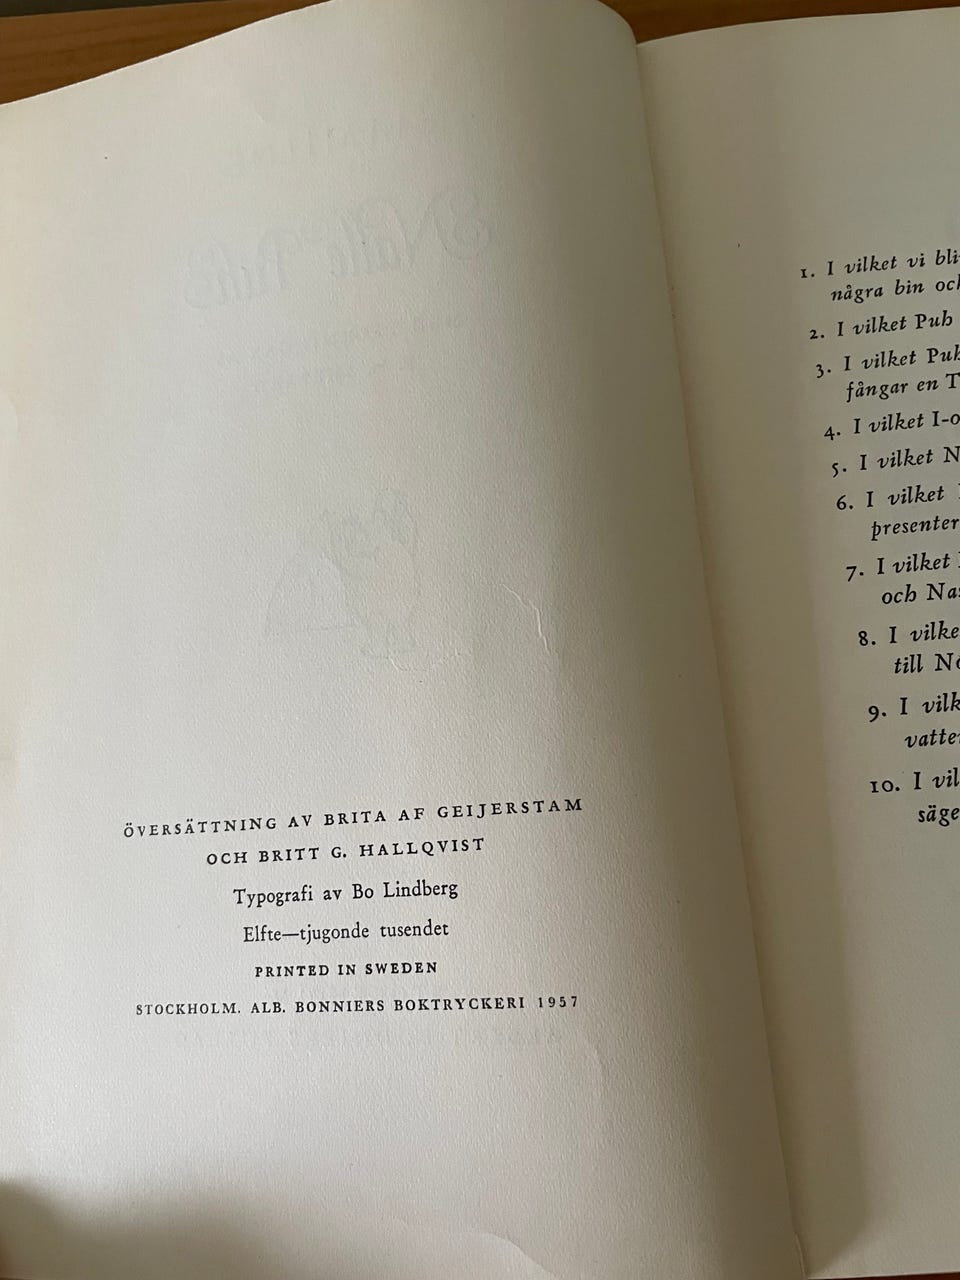 ÖVERSÄTTNING AV BRITA AF GEIJERSTAM
OCH BRITT G. HALLQVIST
Typografi av Bo Lindberg
Elfte—tjugonde tusendet
PRINTED IN SWEDEN
STOCKHOLM. ALB. BONNIERS BOKTRYCKERI 1957
1. I vilket vi bli-
några bin och
2. I vilket Puh
3. I vilket Puh
fångar en T
4. I vilket I-o
5. I vilket N
6. I vilket
presenter
7. I vilket
och Nas
8. I vilke
till No
9. I vilk
vatte
10. I vil
säge